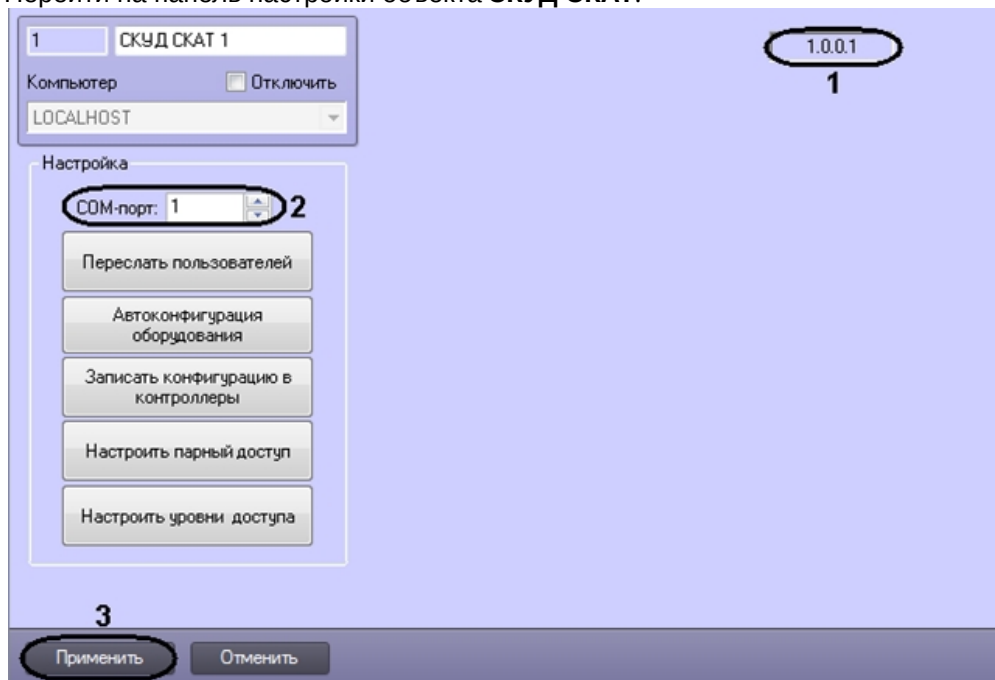 Перейти на панель настройки объекта СКУД СКАТ.
1 СКУД СКАТ 1
1.0.0.1
1
Компьютер Отключить
LOCALHOST
Настройка
COM-порт: 1 2
Переслать пользователей
Автоконфигурация
оборудования
Записать конфигурацию в
контроллеры
Настроить парный доступ
Настроить уровни доступа
3
Применить Отменить